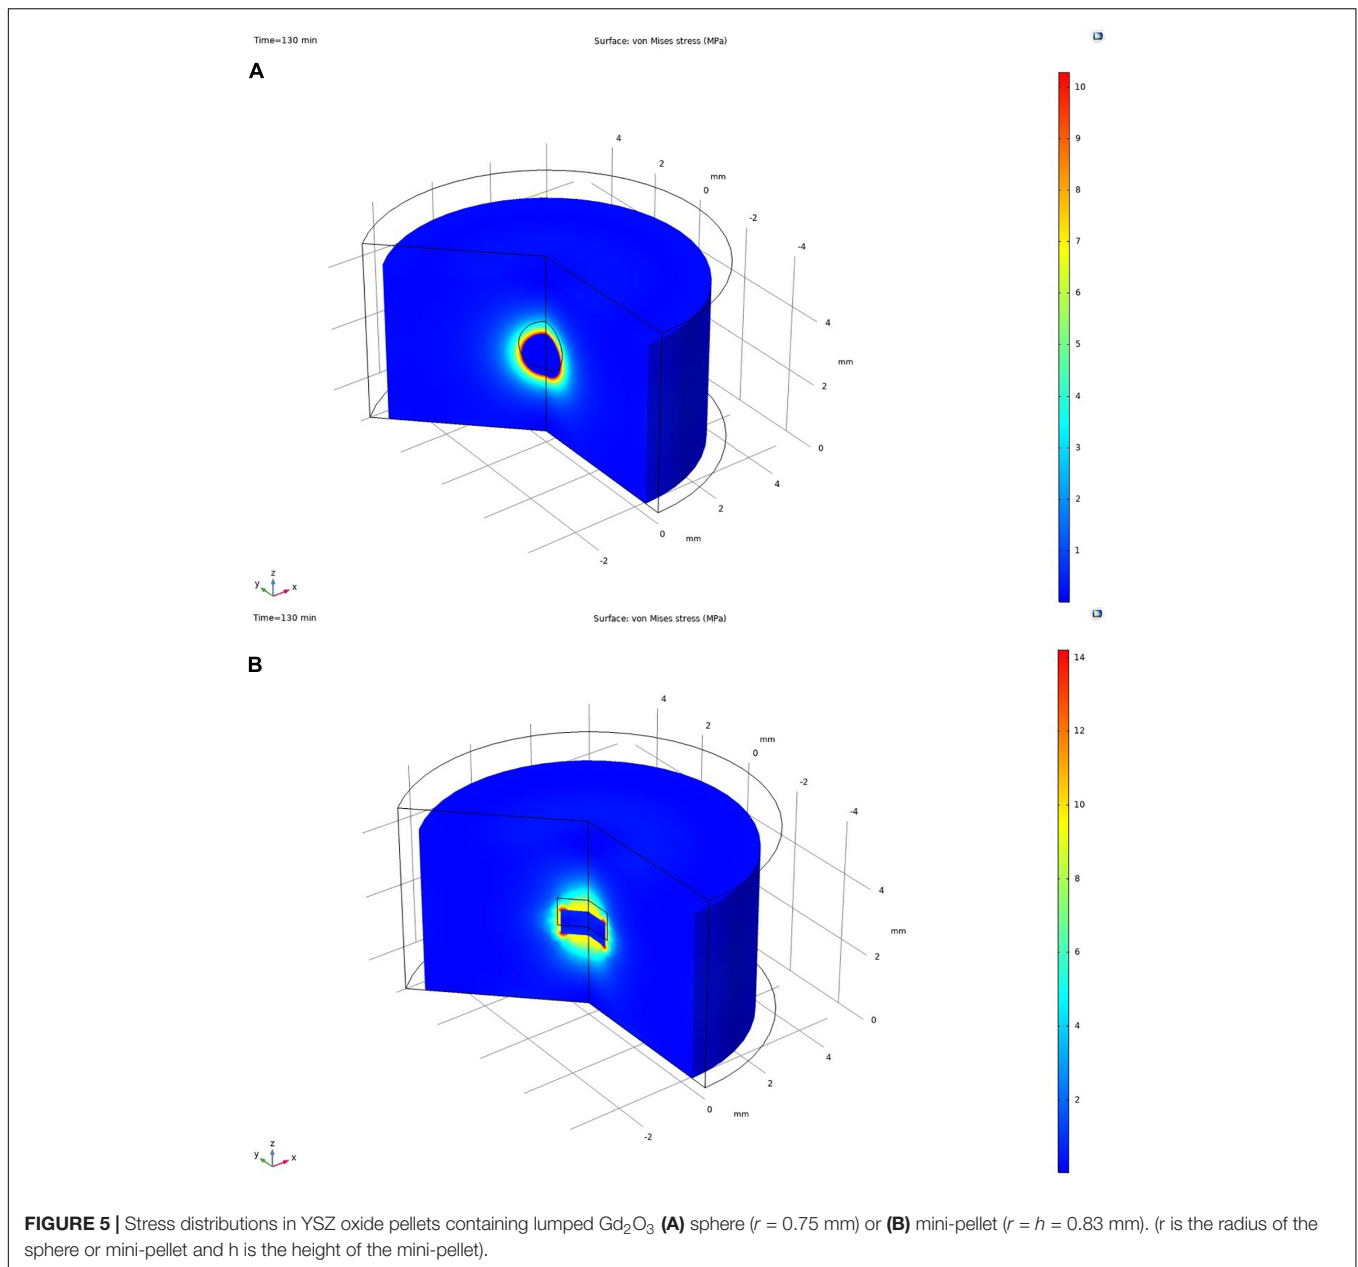 Time=130 min
Surface: von Mises stress (MPa)
A
4
2
mm
0
-2
-4
4
mm
2
0
4
2
0
mm
-2
y
z
x
10
9
8
7
6
5
4
3
2
1
Time=130 min
Surface: von Mises stress (MPa)
B
4
2
mm
0
-2
-4
4
mm
2
0
4
2
0
mm
-2
y
z
x
14
12
10
8
6
4
2
FIGURE 5 | Stress distributions in YSZ oxide pellets containing lumped Gd₂O₃ (A) sphere (r = 0.75 mm) or (B) mini-pellet (r = h = 0.83 mm). (r is the radius of the
sphere or mini-pellet and h is the height of the mini-pellet).